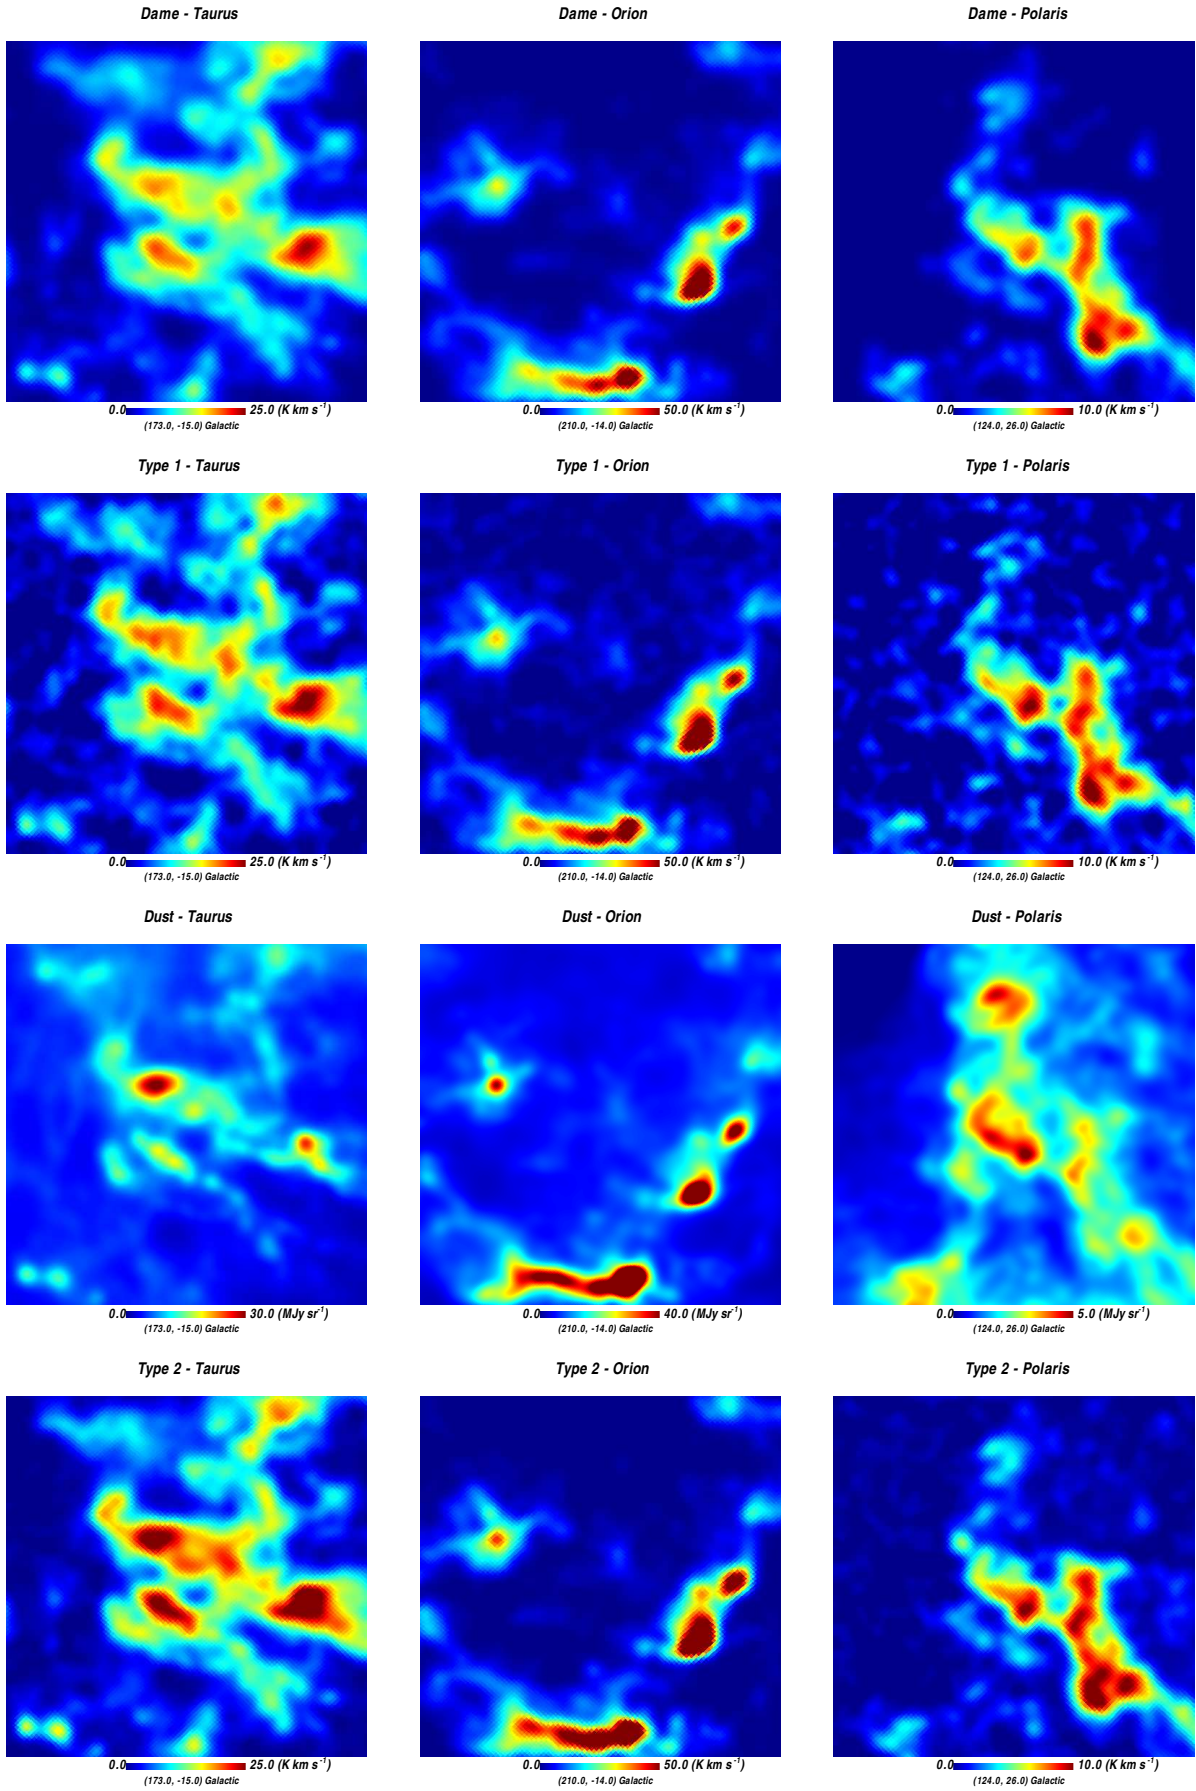 Dame - Taurus
Dame - Orion
Dame - Polaris
0.0 25.0 (K km s⁻¹)
0.0 50.0 (K km s⁻¹)
0.0 10.0 (K km s⁻¹)
(173.0, -15.0) Galactic
(210.0, -14.0) Galactic
(124.0, 26.0) Galactic
Type 1 - Taurus
Type 1 - Orion
Type 1 - Polaris
0.0 25.0 (K km s⁻¹)
0.0 50.0 (K km s⁻¹)
0.0 10.0 (K km s⁻¹)
(173.0, -15.0) Galactic
(210.0, -14.0) Galactic
(124.0, 26.0) Galactic
Dust - Taurus
Dust - Orion
Dust - Polaris
0.0 30.0 (MJy sr⁻¹)
0.0 40.0 (MJy sr⁻¹)
0.0 5.0 (MJy sr⁻¹)
(173.0, -15.0) Galactic
(210.0, -14.0) Galactic
(124.0, 26.0) Galactic
Type 2 - Taurus
Type 2 - Orion
Type 2 - Polaris
0.0 25.0 (K km s⁻¹)
0.0 50.0 (K km s⁻¹)
0.0 10.0 (K km s⁻¹)
(173.0, -15.0) Galactic
(210.0, -14.0) Galactic
(124.0, 26.0) Galactic